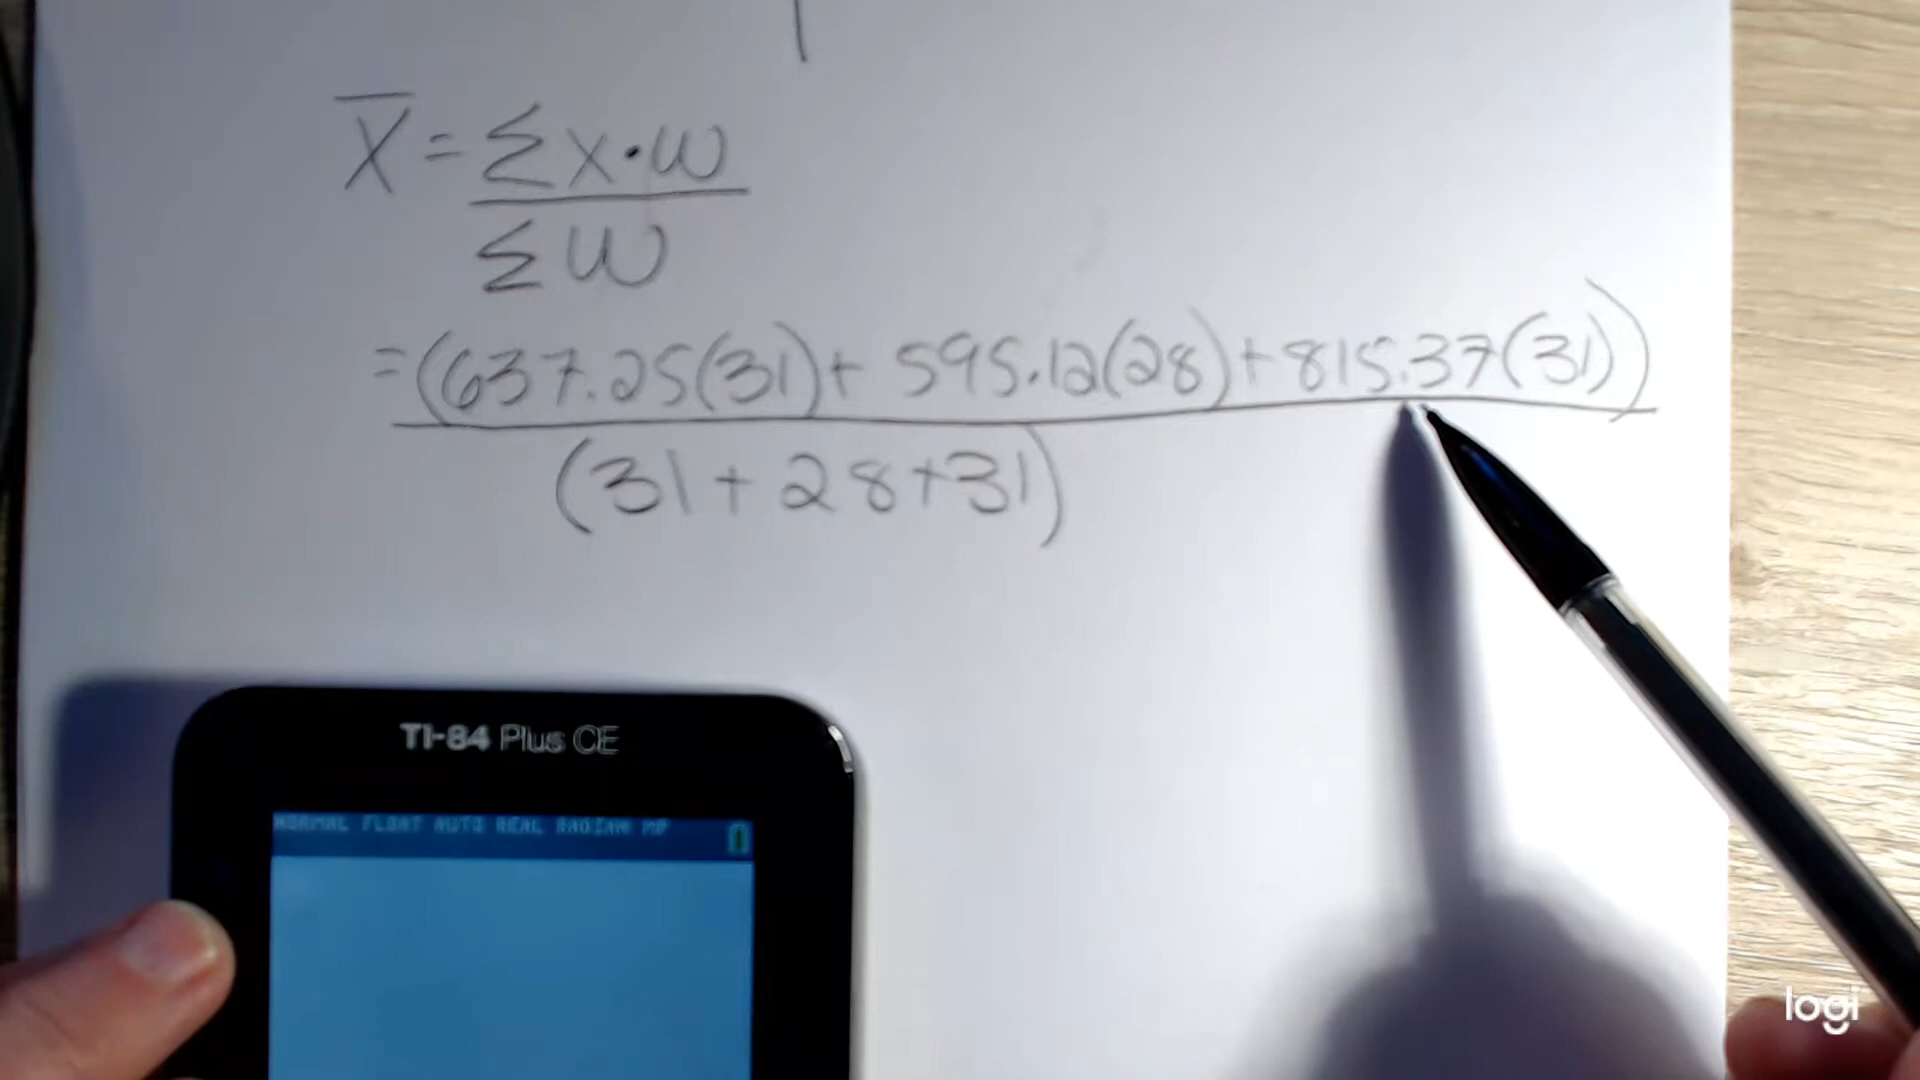 X̄ = Σx·w
Σw
= (637.25(31) + 595.12(28) + 815.37(31))
(31 + 28 + 31)
TI-84 Plus CE
NORMAL FLOAT AUTO REAL RADIAN MP
logi